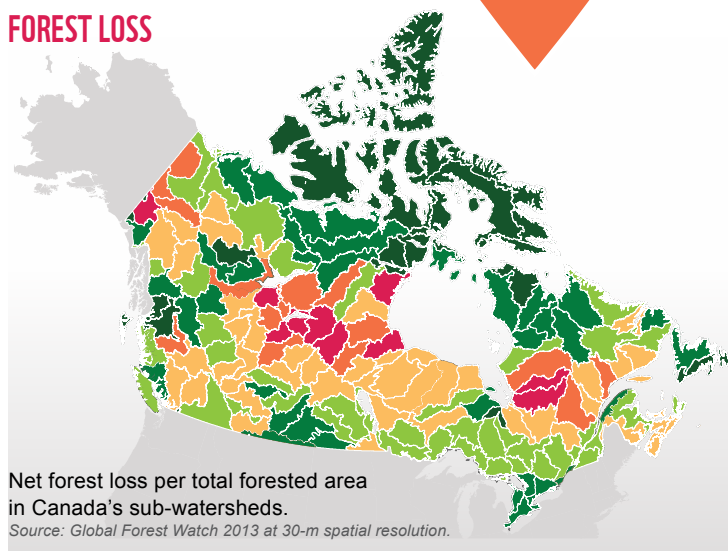 FOREST LOSS
Net forest loss per total forested area
in Canada's sub-watersheds.
Source: Global Forest Watch 2013 at 30-m spatial resolution.